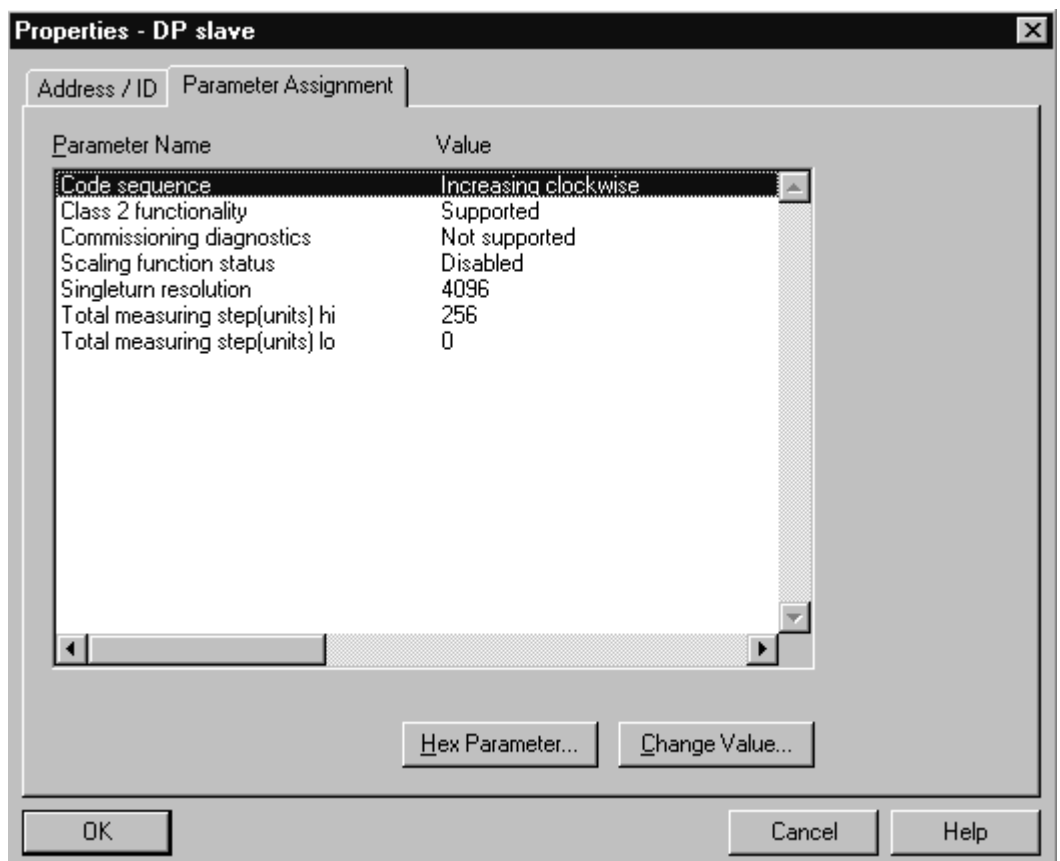 Properties - DP slave
Address / ID Parameter Assignment
Parameter Name Value
Code sequence Increasing clockwise
Class 2 functionality Supported
Commissioning diagnostics Not supported
Scaling function status Disabled
Singleturn resolution 4096
Total measuring step(units) hi 256
Total measuring step(units) lo 0
Hex Parameter... Change Value...
OK Cancel Help